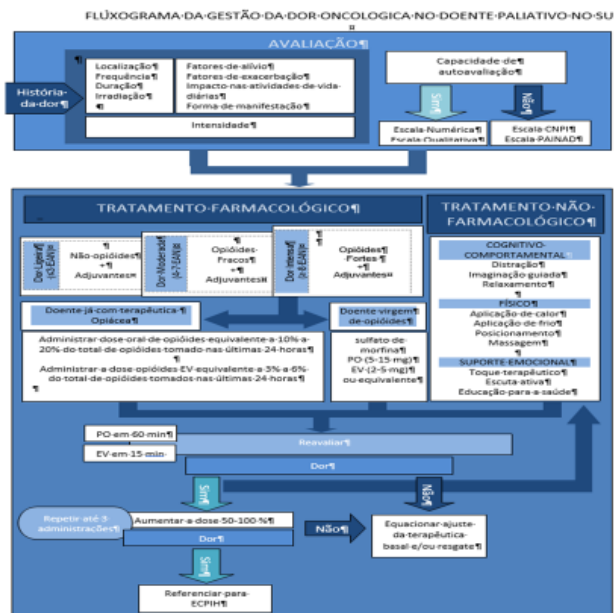 FLUXOGRAMA·DA·GESTÃO·DA·DOR·ONCOLOGICA·NO·DOENTE·PALIATIVO·NO·SU
¤
AVALIAÇÃO¶
História·
da·dor¶
Localização¶
Frequência¶
Duração¶
Irradiação¶
¶
Fatores·de·alívio¶
Fatores·de·exacerbação¶
Impacto·nas·atividades·de·vida·
diárias¶
Forma·de·manifestação¶
Intensidade¶
Capacidade·de·
autoavaliação¶
Sim¶
Não¶
Escala·Numérica¶
Escala·Qualitativa¶
Escala·CNPI¶
Escala·PAINAD¶
TRATAMENTO·FARMACOLÓGICO¶
Dor·Ligeira¶
(≤3·EAN)¤
¶
Não·opióides¶
+¶
Adjuvantes¤
Dor·Moderada¶
(4-7·EAN)¤
¶
Opióides·
Fracos¶
+¶
Adjuvantes¤
Dor·Intensa¶
(≥8·EAN)¤
Opióides·
Fortes·¶
+¶
Adjuvantes¤
Doente·já·com·terapêutica·
Opiácea¶
Doente·virgem·
de·opióides¶
Administrar·dose·oral·de·opióides·equivalente·a·10%·a·
20%·do·total·de·opióides·tomado·nas·últimas·24·horas¶
¶
Administrar·a·dose·opióides·EV·equivalente·a·3%·a·6%·
do·total·de·opióides·tomados·nas·últimas·24·horas¶
¶
sulfato·de·
morfina¶
PO·(5-15·mg)¶
EV·(2-5·mg)¶
ou·equivalente¶
TRATAMENTO·NÃO·
FARMACOLÓGICO¶
COGNITIVO·
COMPORTAMENTAL¶
Distração¶
Imaginação·guiada¶
Relaxamento¶
¶
FÍSICO¶
Aplicação·de·calor¶
Aplicação·de·frio¶
Posicionamento¶
Massagem¶
¶
SUPORTE·EMOCIONAL¶
Toque·terapêutico¶
Escuta·ativa¶
Educação·para·a·saúde¶
PO·em·60·min¶
EV·em·15·min·
Reavaliar¶
Dor¶
Sim¶
Não¶
Repetir·até·3·
administrações¶
Aumentar·a·dose·50-100·%¶
Dor¶
Não¶
Equacionar·ajuste·
da·terapêutica·
basal·e/ou·resgate¶
Sim¶
Referenciar·para·
ECPIH¶